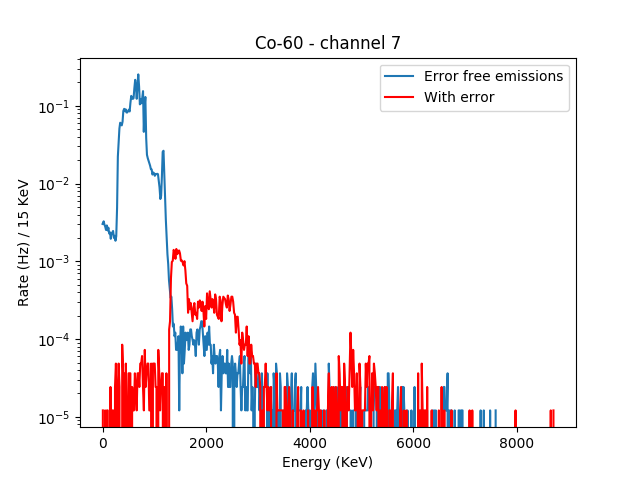 Co-60 - channel 7
Error free emissions
With error
Rate (Hz) / 15 KeV
10⁻¹
10⁻²
10⁻³
10⁻⁴
10⁻⁵
0 2000 4000 6000 8000
Energy (KeV)